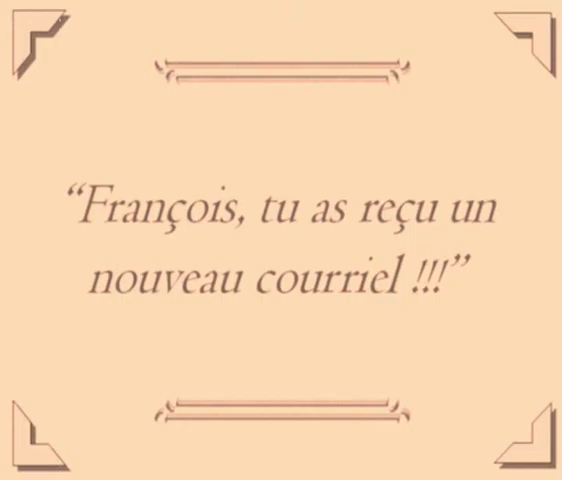 “François, tu as reçu un
nouveau courriel !!!”